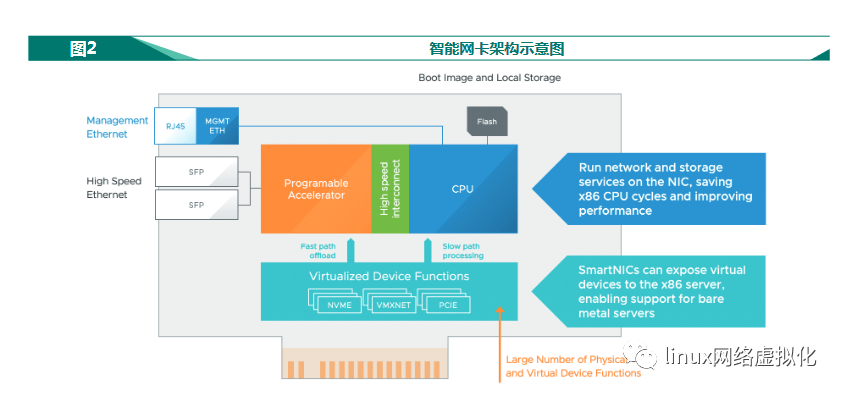 图2
智能网卡架构示意图
Boot Image and Local Storage
Management
Ethernet
RJ45
MGMT
ETH
Flash
High Speed
Ethernet
SFP
SFP
Programable
Accelerator
High speed
interconnect
CPU
Run network and storage
services on the NIC, saving
x86 CPU cycles and improving
performance
Fast path
offload
Slow path
processing
Virtualized Device Functions
NVME
VMXNET
PCIE
SmartNICs can expose virtual
devices to the x86 server,
enabling support for bare
metal servers
Large Number of Physical
and Virtual Device Functions
linux网络虚拟化